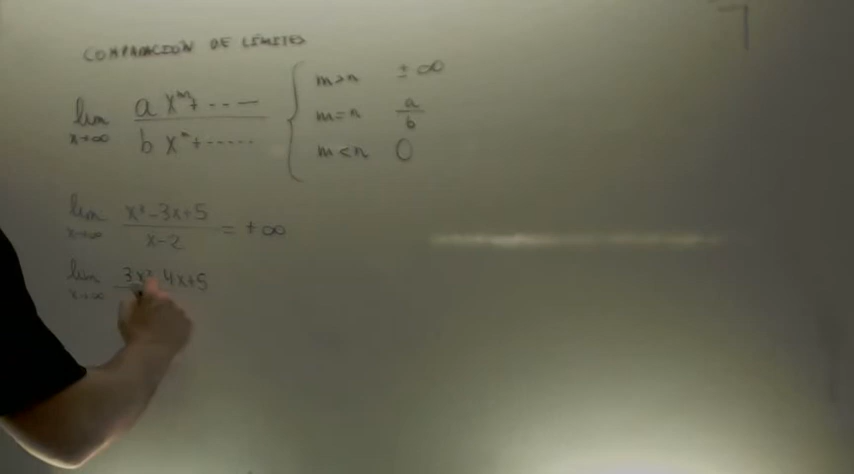 COMPARACION DE LÍMITES
lim x→∞ (a x^m + ...) / (b x^n + .....) { m>n ±∞
m=n a/b
m<n 0
lim x→∞ (x² - 3x + 5) / (x - 2) = +∞
lim x→∞ 3x² 4x+5